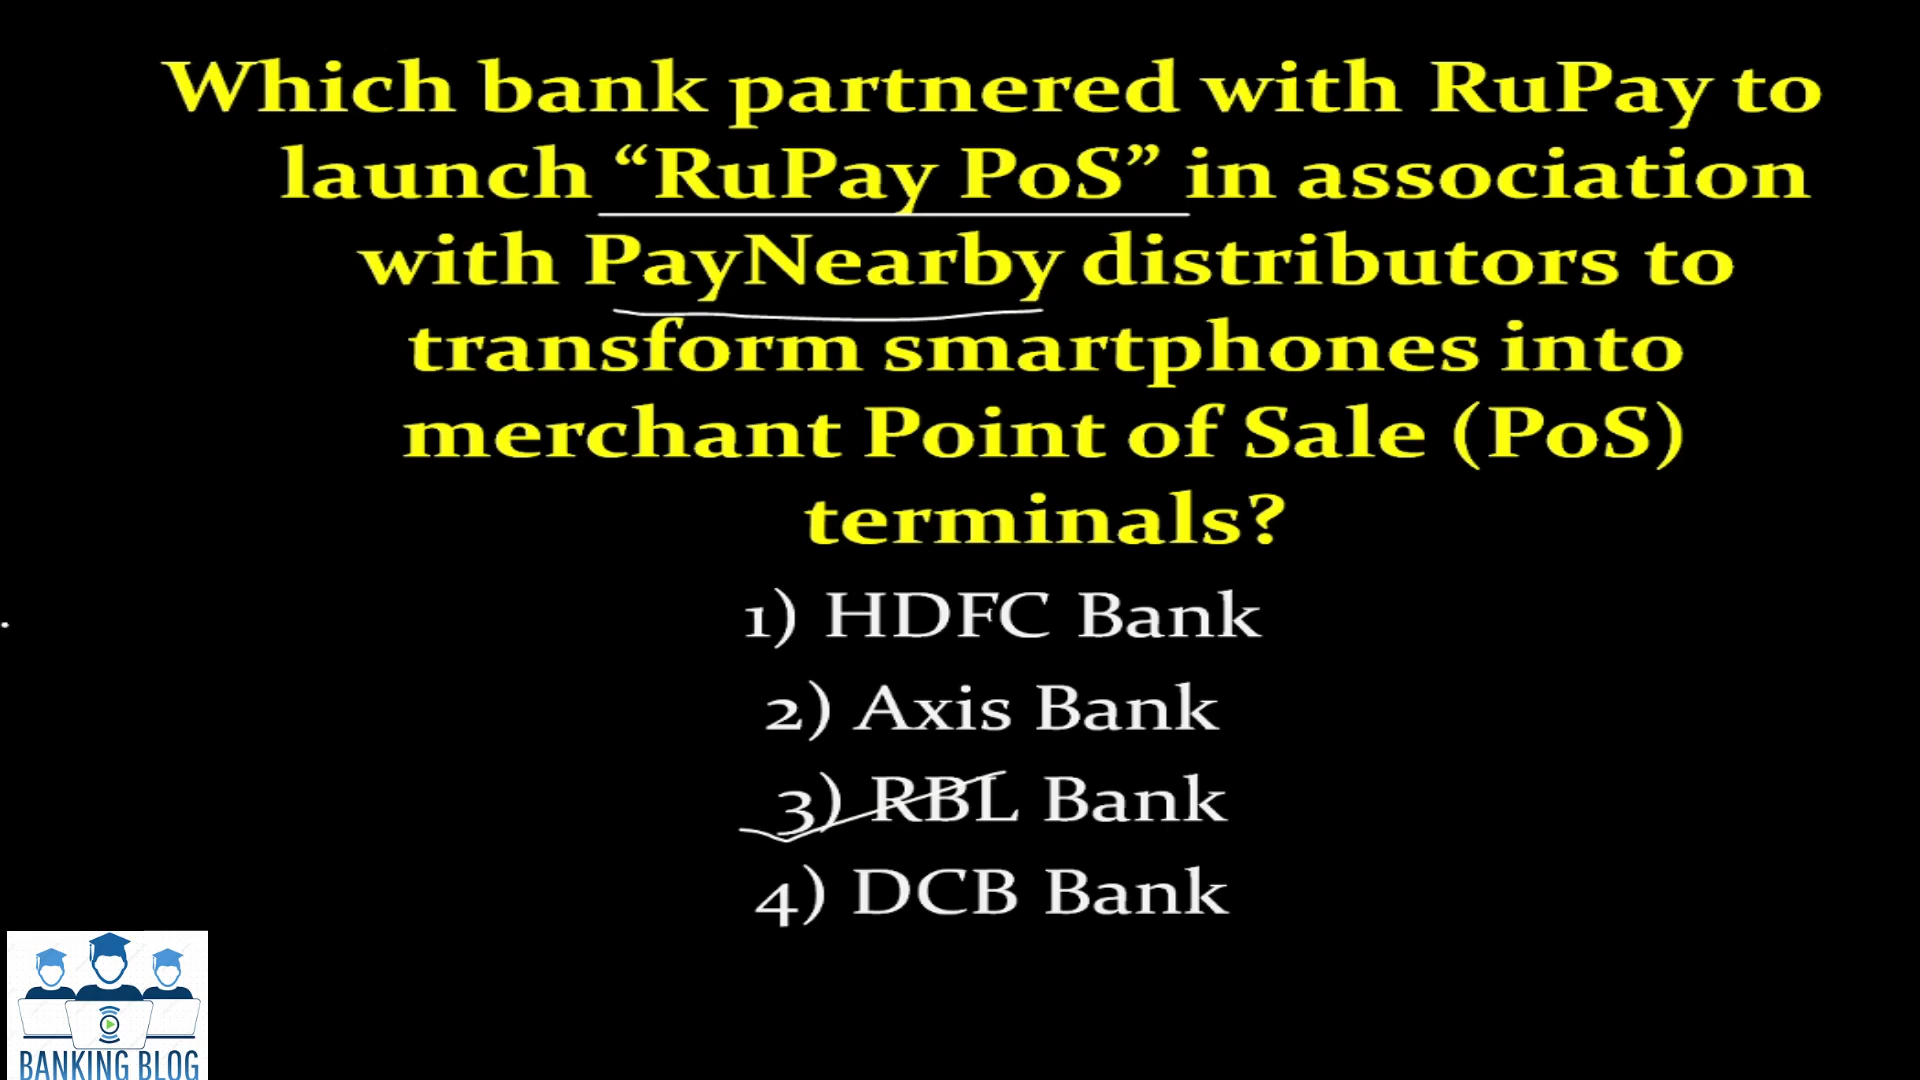 Which bank partnered with RuPay to
launch “RuPay PoS” in association
with PayNearby distributors to
transform smartphones into
merchant Point of Sale (PoS)
terminals?
1) HDFC Bank
2) Axis Bank
3) RBL Bank
4) DCB Bank
BANKING BLOG